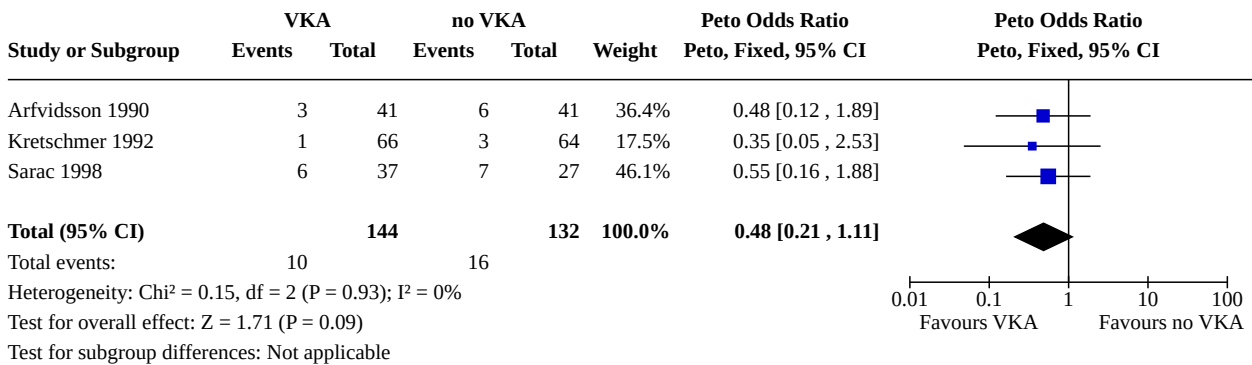 VKA no VKA Peto Odds Ratio Peto Odds Ratio
Study or Subgroup Events Total Events Total Weight Peto, Fixed, 95% CI Peto, Fixed, 95% CI
Arfvidsson 1990 3 41 6 41 36.4% 0.48 [0.12 , 1.89]
Kretschmer 1992 1 66 3 64 17.5% 0.35 [0.05 , 2.53]
Sarac 1998 6 37 7 27 46.1% 0.55 [0.16 , 1.88]
Total (95% CI) 144 132 100.0% 0.48 [0.21 , 1.11]
Total events: 10 16
Heterogeneity: Chi² = 0.15, df = 2 (P = 0.93); I² = 0%
0.01 0.1 1 10 100
Test for overall effect: Z = 1.71 (P = 0.09) Favours VKA Favours no VKA
Test for subgroup differences: Not applicable